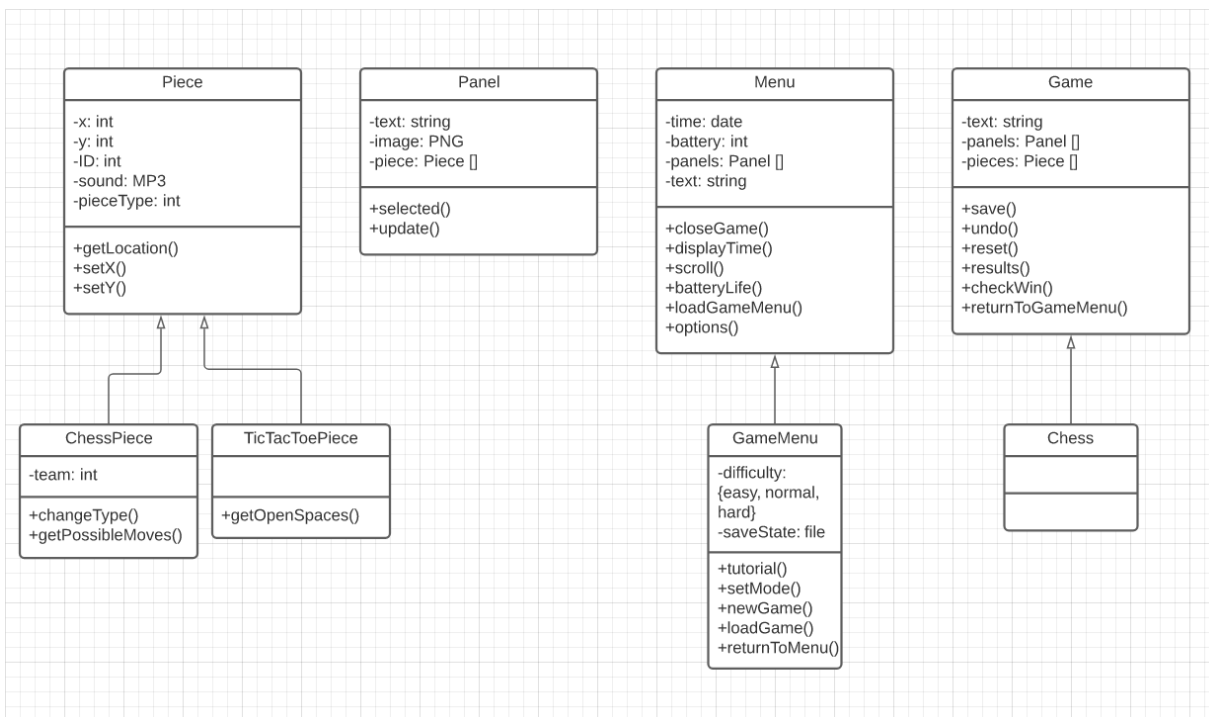 Piece
-x: int
-y: int
-ID: int
-sound: MP3
-pieceType: int
+getLocation()
+setX()
+setY()
Panel
-text: string
-image: PNG
-piece: Piece []
+selected()
+update()
Menu
-time: date
-battery: int
-panels: Panel []
-text: string
+closeGame()
+displayTime()
+scroll()
+batteryLife()
+loadGameMenu()
+options()
Game
-text: string
-panels: Panel []
-pieces: Piece []
+save()
+undo()
+reset()
+results()
+checkWin()
+returnToGameMenu()
ChessPiece
-team: int
+changeType()
+getPossibleMoves()
TicTacToePiece
+getOpenSpaces()
GameMenu
-difficulty:
{easy, normal,
hard}
-saveState: file
+tutorial()
+setMode()
+newGame()
+loadGame()
+returnToMenu()
Chess